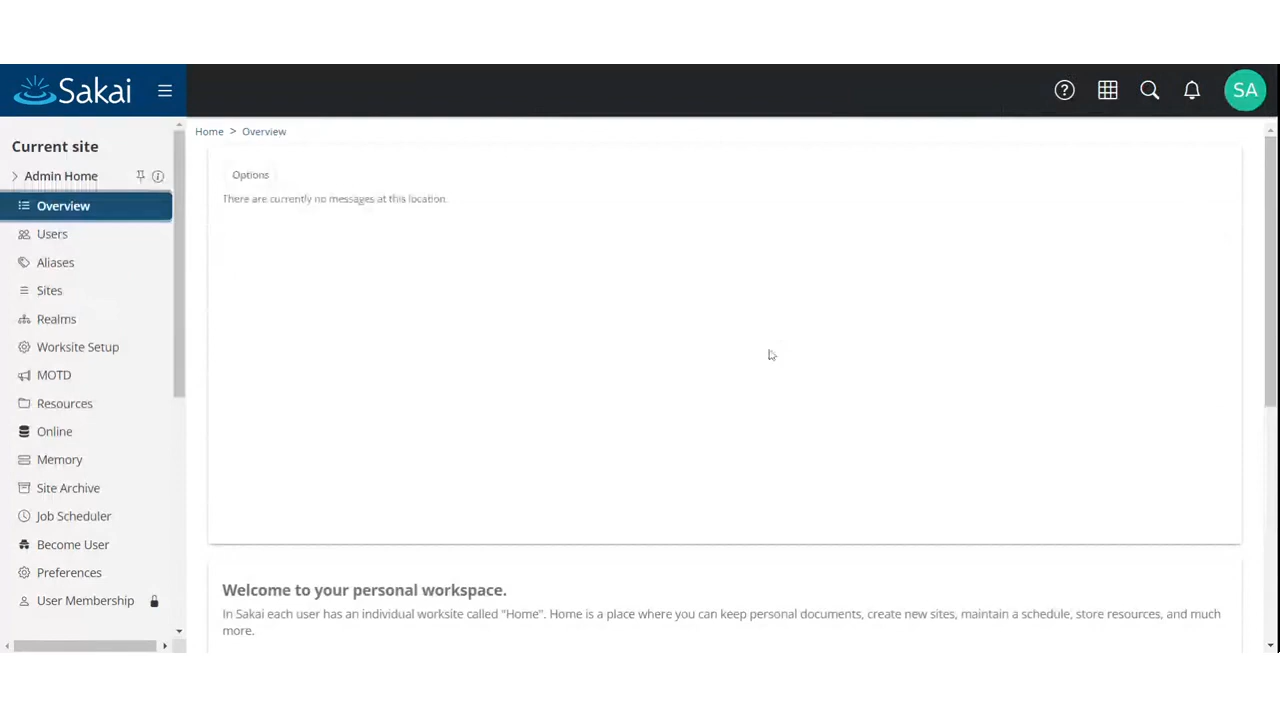 Sakai
SA
Current site
Admin Home
Overview
Users
Aliases
Sites
Realms
Worksite Setup
MOTD
Resources
Online
Memory
Site Archive
Job Scheduler
Become User
Preferences
User Membership
Home > Overview
Options
There are currently no messages at this location.
Welcome to your personal workspace.
In Sakai each user has an individual worksite called "Home". Home is a place where you can keep personal documents, create new sites, maintain a schedule, store resources, and much
more.